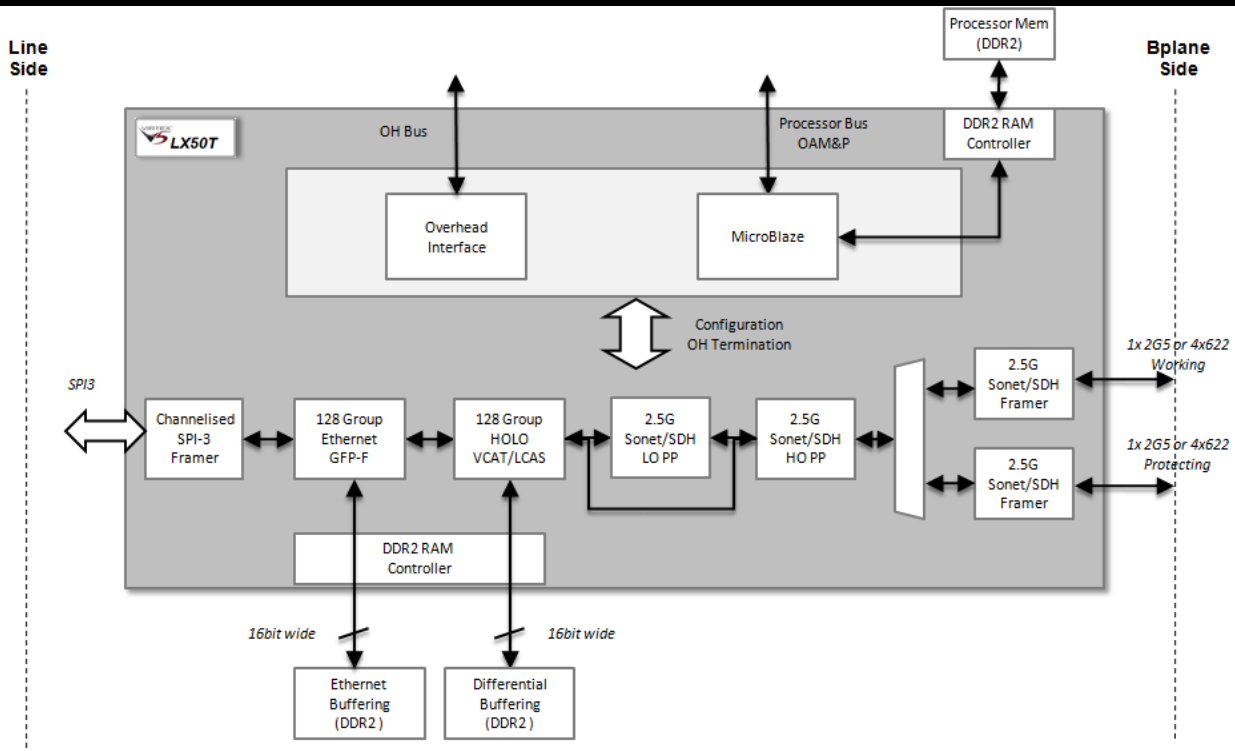 Line
Side
Processor Mem
(DDR2)
Bplane
Side
VIRTEX
5 LX50T
OH Bus
Processor Bus
OAM&P
DDR2 RAM
Controller
Overhead
Interface
MicroBlaze
Configuration
OH Termination
SPI3
Channelised
SPI-3
Framer
128 Group
Ethernet
GFP-F
128 Group
HOLO
VCAT/LCAS
2.5G
Sonet/SDH
LO PP
2.5G
Sonet/SDH
HO PP
2.5G
Sonet/SDH
Framer
1x 2G5 or 4x622
Working
2.5G
Sonet/SDH
Framer
1x 2G5 or 4x622
Protecting
DDR2 RAM
Controller
16bit wide
16bit wide
Ethernet
Buffering
(DDR2 )
Differential
Buffering
(DDR2 )